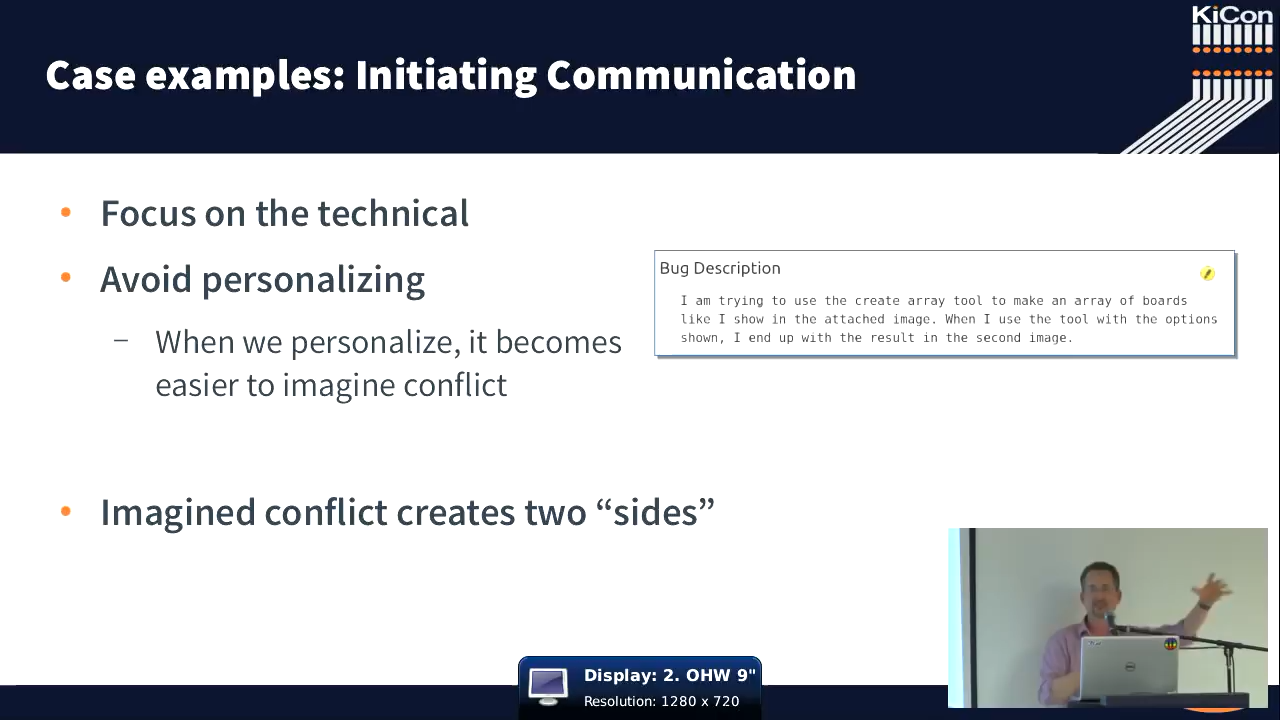 KiCon
Case examples: Initiating Communication
• Focus on the technical
• Avoid personalizing
– When we personalize, it becomes
easier to imagine conflict
Bug Description
I am trying to use the create array tool to make an array of boards
like I show in the attached image. When I use the tool with the options
shown, I end up with the result in the second image.
• Imagined conflict creates two “sides”
Display: 2. OHW 9"
Resolution: 1280 x 720